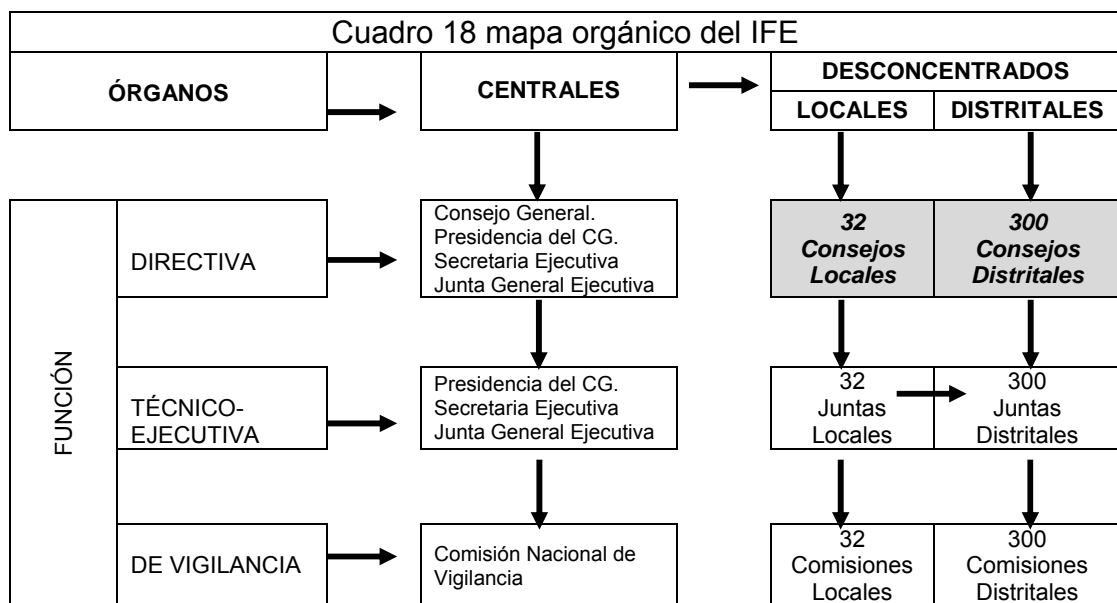 Cuadro 18 mapa orgánico del IFE
ÓRGANOS
CENTRALES
DESCONCENTRADOS
LOCALES
DISTRITALES
FUNCIÓN
DIRECTIVA
Consejo General.
Presidencia del CG.
Secretaria Ejecutiva
Junta General Ejecutiva
32
Consejos
Locales
300
Consejos
Distritales
TÉCNICO-
EJECUTIVA
Presidencia del CG.
Secretaria Ejecutiva
Junta General Ejecutiva
32
Juntas
Locales
300
Juntas
Distritales
DE VIGILANCIA
Comisión Nacional de
Vigilancia
32
Comisiones
Locales
300
Comisiones
Distritales